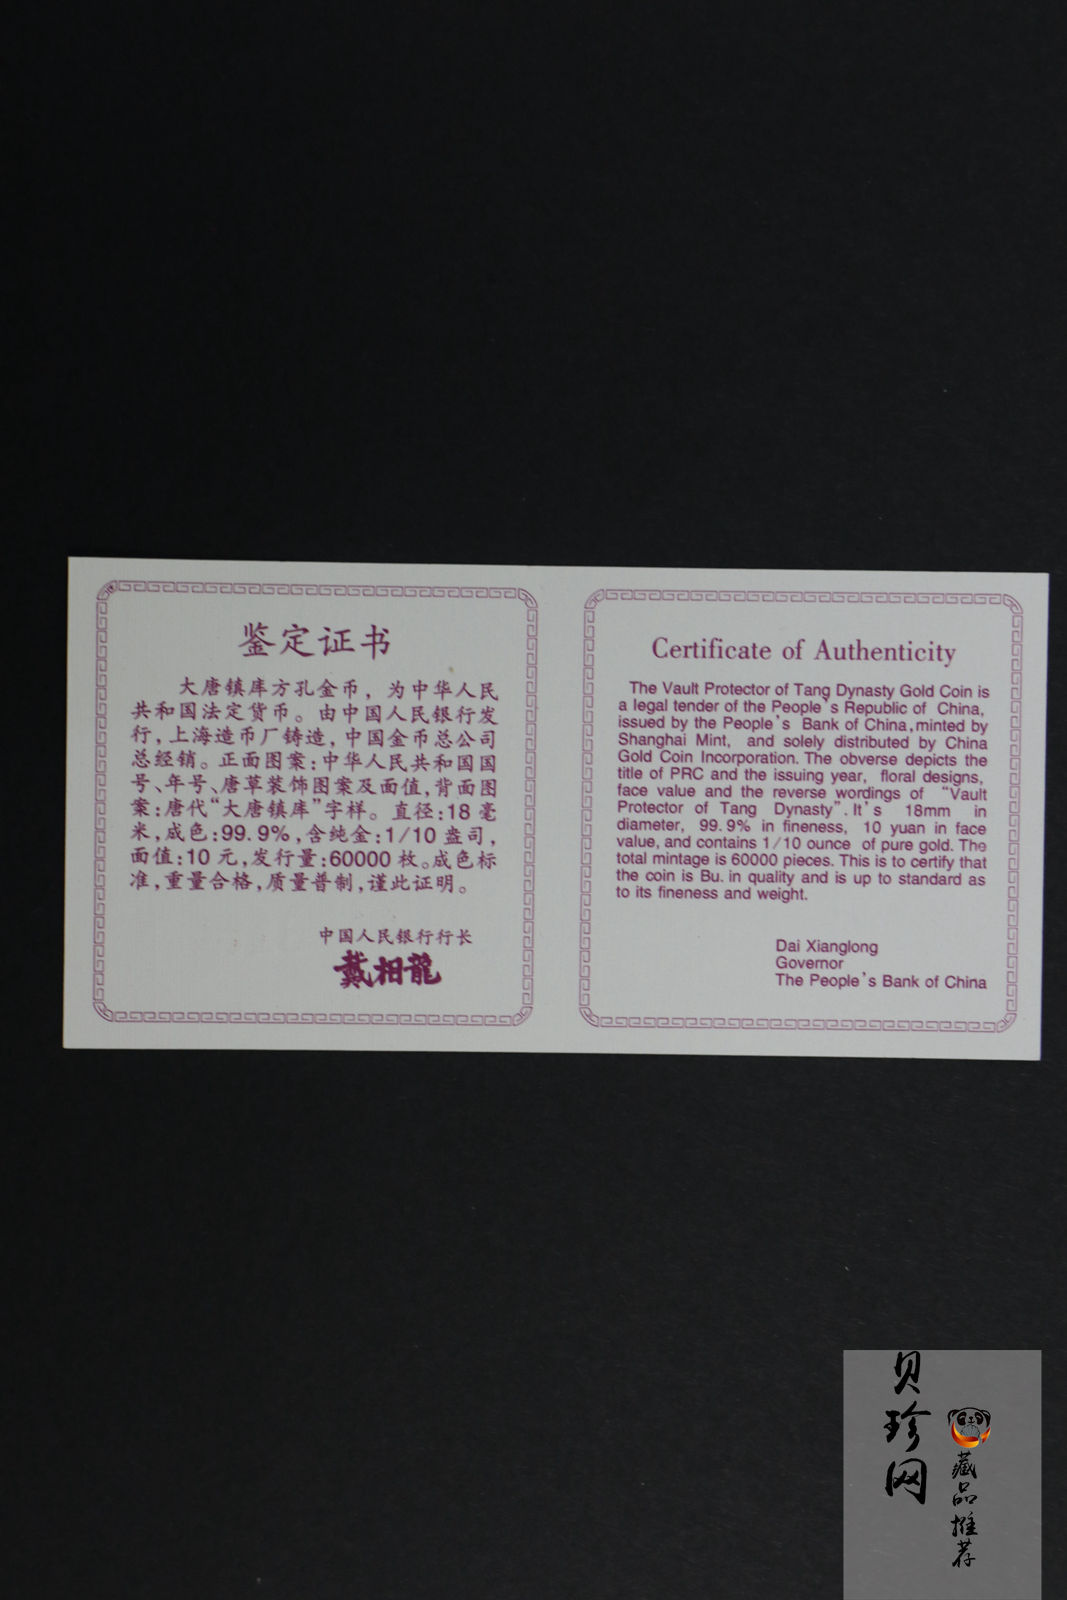 鉴定证书
大唐镇库方孔金币，为中华人民
共和国法定货币。由中国人民银行发
行，上海造币厂铸造，中国金币总公司
总经销。正面图案：中华人民共和国国
号、年号、唐草装饰图案及面值，背面图
案：唐代“大唐镇库”字样。直径：18毫
米，成色：99.9%，含纯金：1/10盎司，
面值：10元，发行量：60000枚。成色标
准，重量合格，质量普制，谨此证明。
中国人民银行行长
戴相龍
Certificate of Authenticity
The Vault Protector of Tang Dynasty Gold Coin is
a legal tender of the People's Republic of China,
issued by the People's Bank of China,minted by
Shanghai Mint, and solely distributed by China
Gold Coin Incorporation. The obverse depicts the
title of PRC and the issuing year, floral designs,
face value and the reverse wordings of “Vault
Protector of Tang Dynasty”.It's 18mm in
diameter, 99.9% in fineness, 10 yuan in face
value, and contains 1/10 ounce of pure gold. The
total mintage is 60000 pieces. This is to certify that
the coin is Bu. in quality and is up to standard as
to its fineness and weight.
Dai Xianglong
Governor
The People's Bank of China
贝珍网
藏品推荐